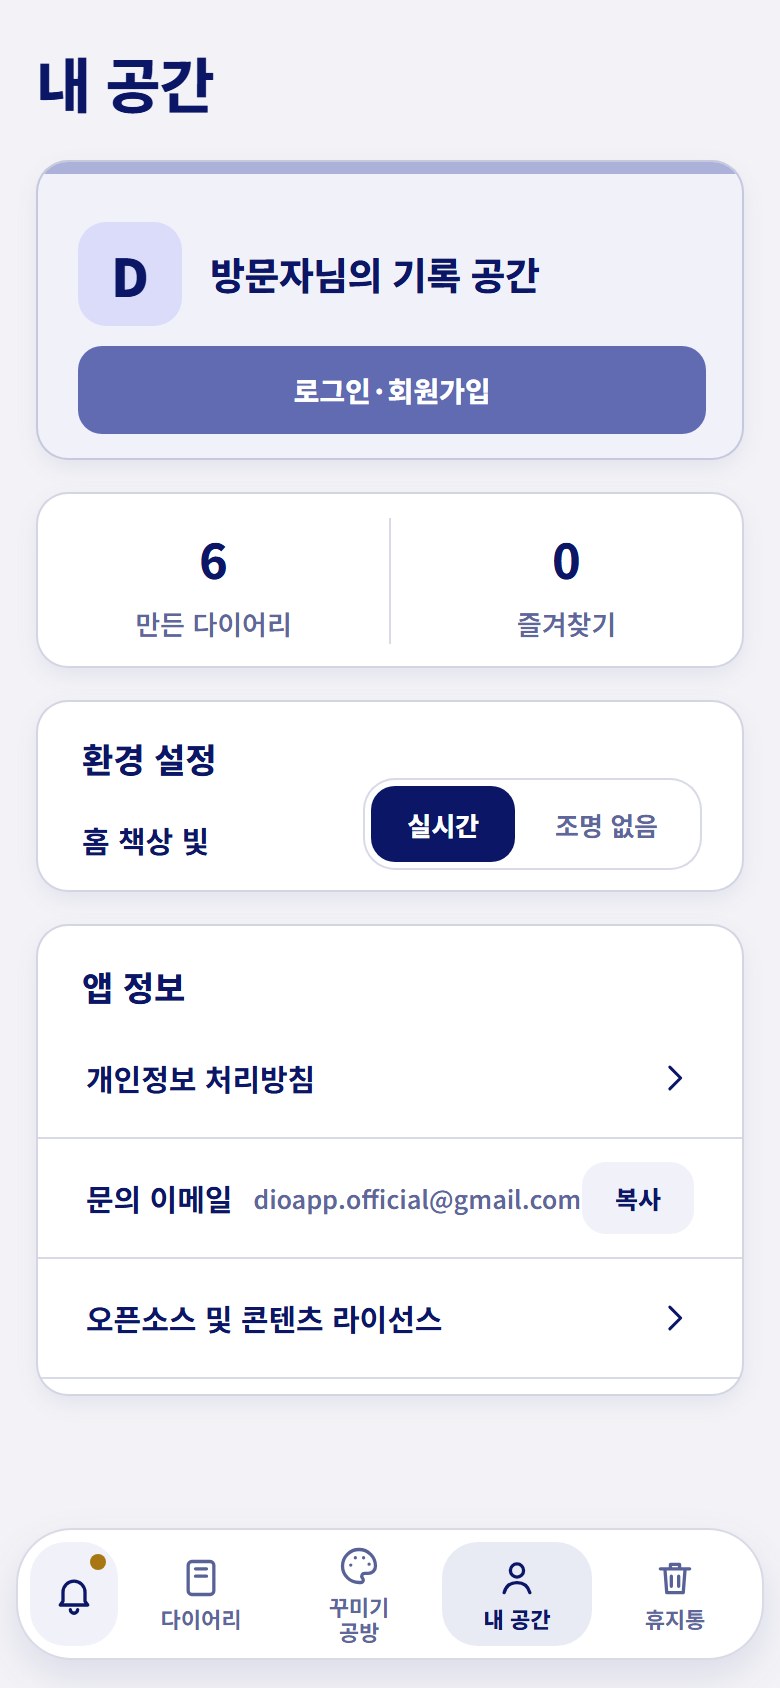 내 공간
D
방문자님의 기록 공간
로그인·회원가입
6
만든 다이어리
0
즐겨찾기
환경 설정
홈 책상 빛
실시간
조명 없음
앱 정보
개인정보 처리방침
문의 이메일 dioapp.official@gmail.com 복사
오픈소스 및 콘텐츠 라이선스
다이어리
꾸미기
공방
내 공간
휴지통